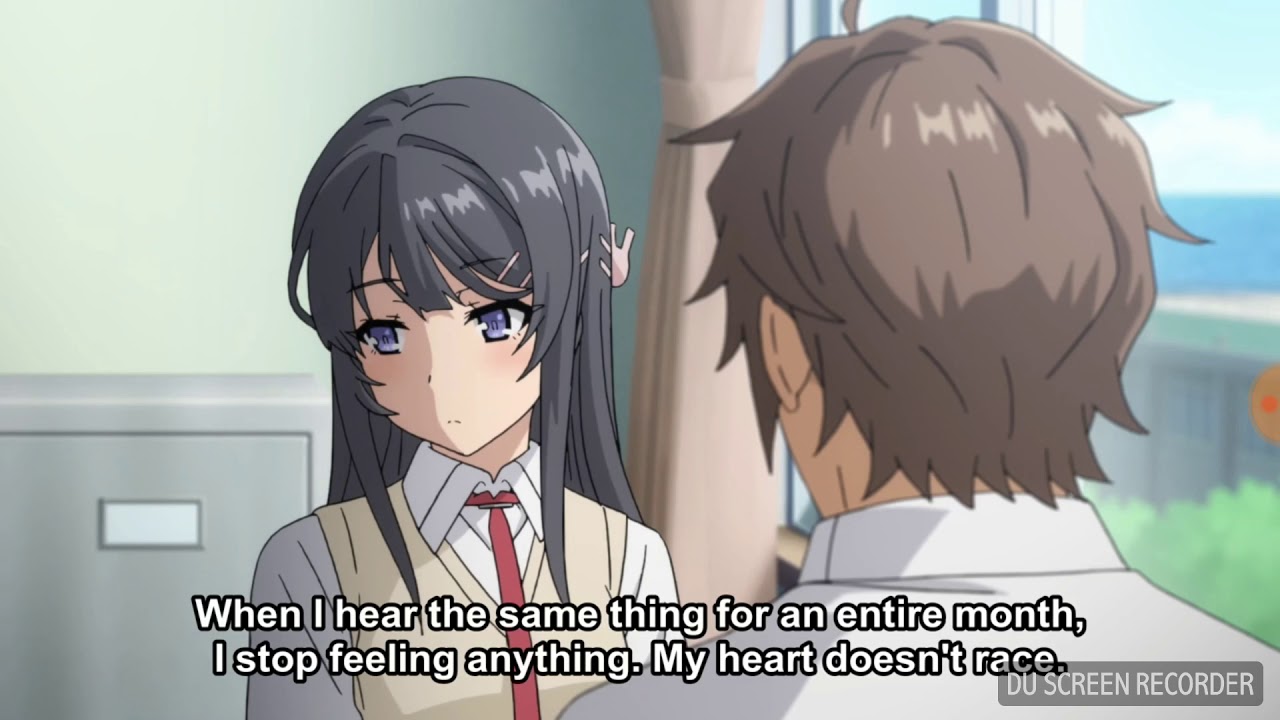 When I hear the same thing for an entire month,
I stop feeling anything. My heart doesn't race.
DU SCREEN RECORDER